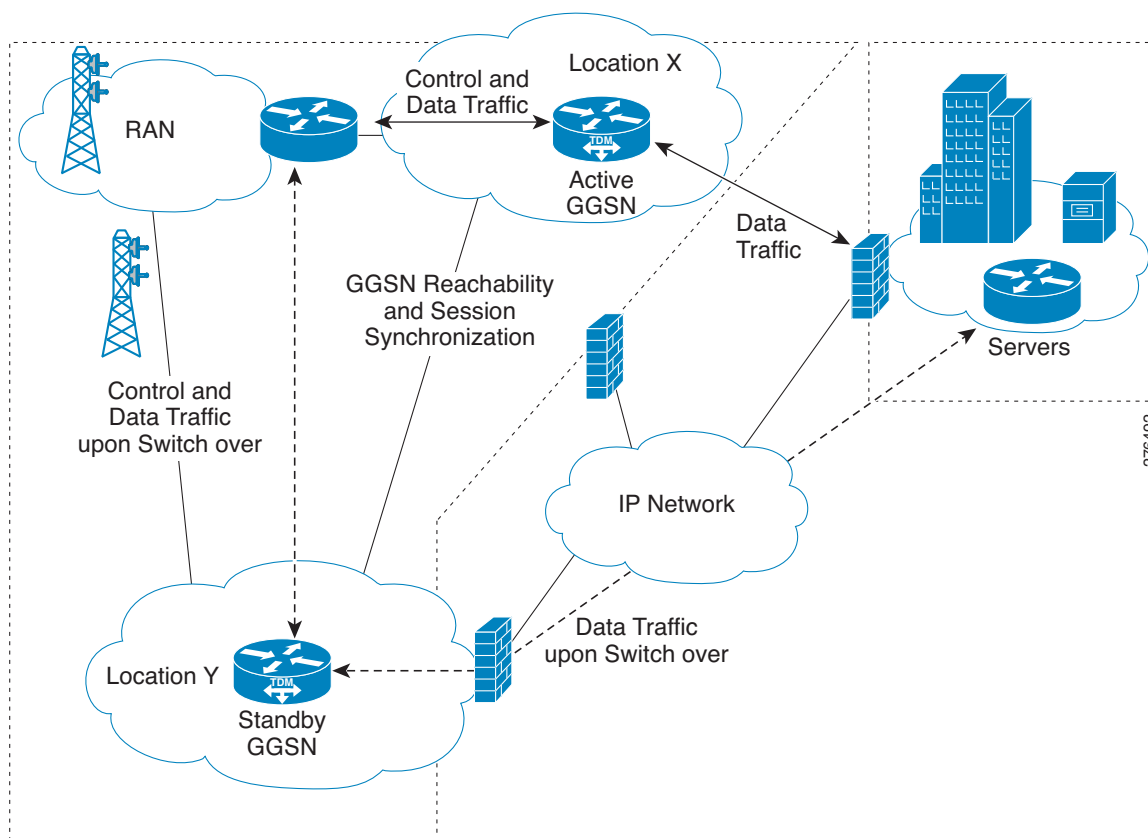 Location X
Control and
Data Traffic
RAN
TDM
Active
GGSN
Data
Traffic
GGSN Reachability
and Session
Synchronization
Servers
Control and
Data Traffic
upon Switch over
IP Network
Data Traffic
upon Switch over
Location Y
TDM
Standby
GGSN